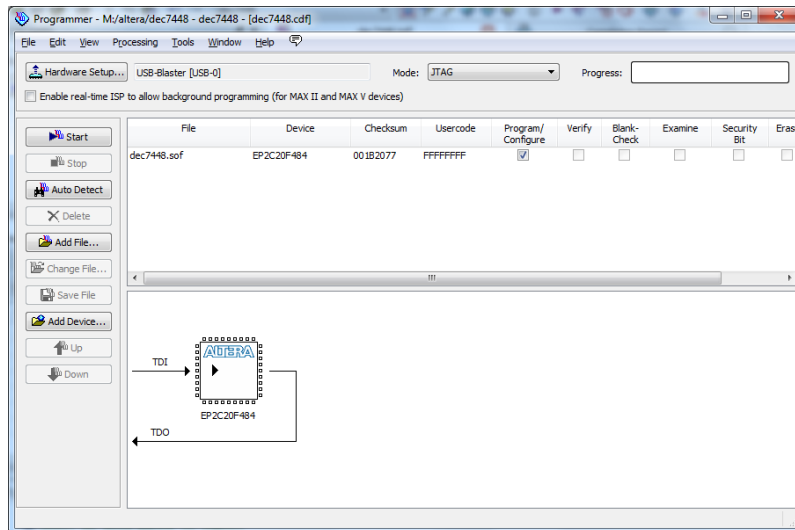 Programmer - M:/altera/dec7448 - dec7448 - [dec7448.cdf]
File Edit View Processing Tools Window Help
Hardware Setup... USB-Blaster [USB-0] Mode: JTAG Progress:
Enable real-time ISP to allow background programming (for MAX II and MAX V devices)
Start
Stop
Auto Detect
Delete
Add File...
Change File...
Save File
Add Device...
Up
Down
File Device Checksum Usercode Program/ Verify Blank- Examine Security Eras
Configure Check Bit
dec7448.sof EP2C20F484 001B2077 FFFFFFFF
ALTERA
TDI
EP2C20F484
TDO